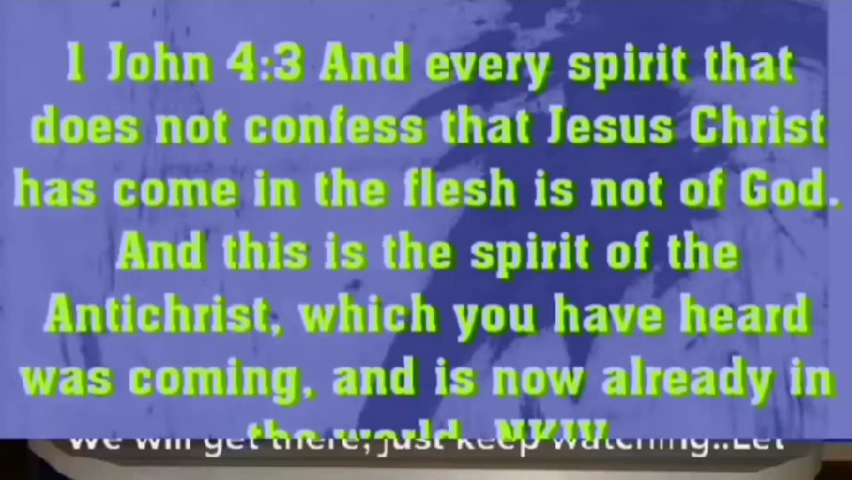 1 John 4:3 And every spirit that
does not confess that Jesus Christ
has come in the flesh is not of God.
And this is the spirit of the
Antichrist, which you have heard
was coming, and is now already in
the world. NKJV
We will get there, just keep watching..Let